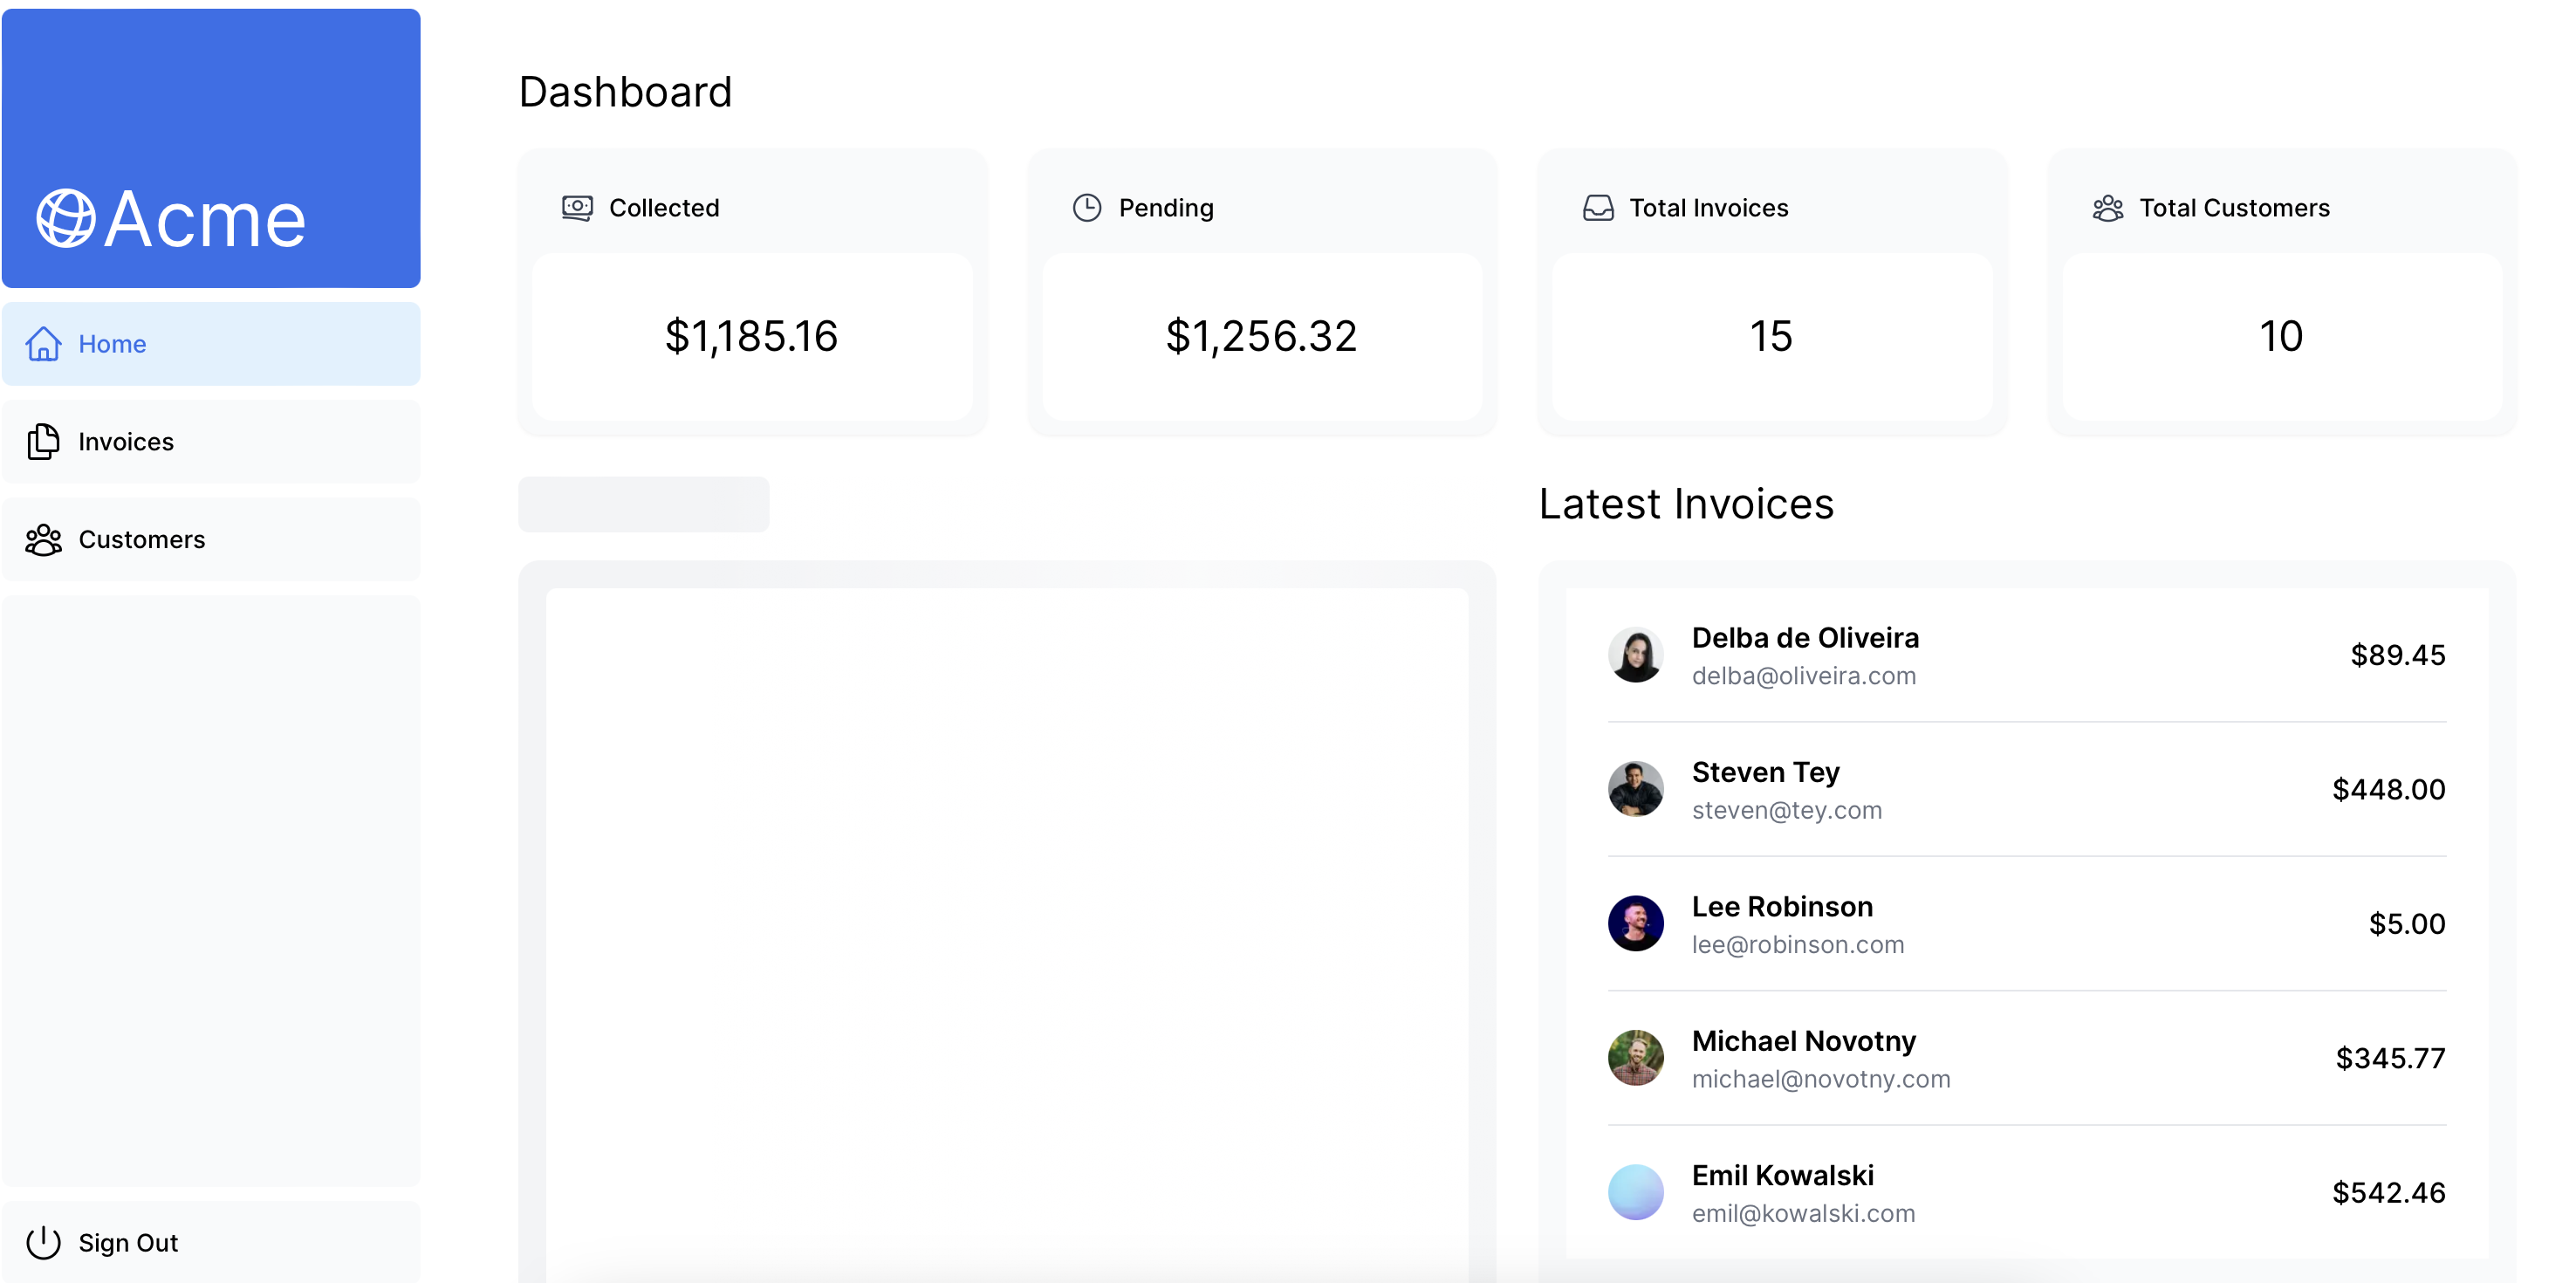 Acme
Home
Invoices
Customers
Sign Out
Dashboard
Collected
$1,185.16
Pending
$1,256.32
Total Invoices
15
Total Customers
10
Latest Invoices
Delba de Oliveira
delba@oliveira.com
$89.45
Steven Tey
steven@tey.com
$448.00
Lee Robinson
lee@robinson.com
$5.00
Michael Novotny
michael@novotny.com
$345.77
Emil Kowalski
emil@kowalski.com
$542.46